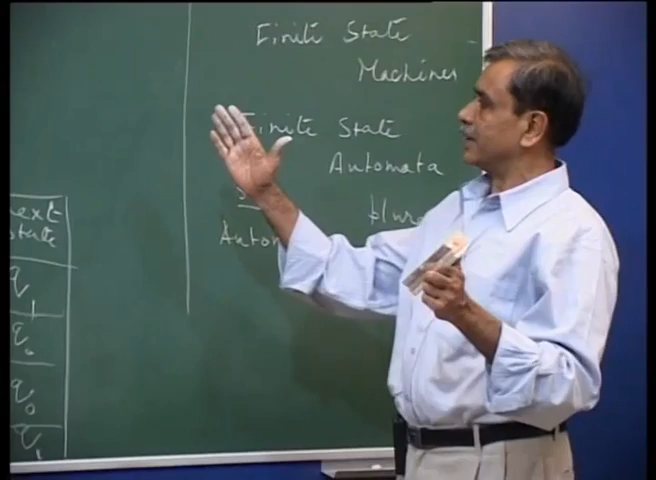 Finite State
Machines
Finite State
Automata
next
state
q1
q0
q0
q1